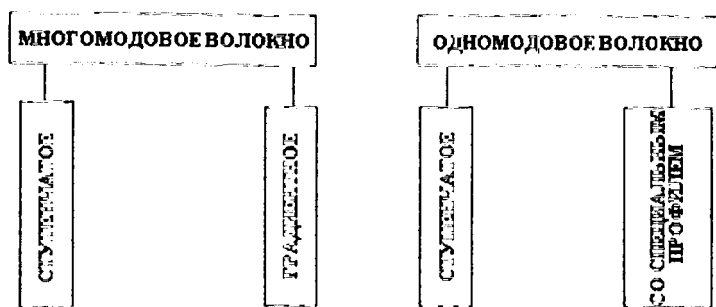 МНОГОМОДОВОЕ ВОЛОКНО
ОДНОМОДОВОЕ ВОЛОКНО
СТУПЕНЧАТОЕ
ГРАДИЕНТНОЕ
СТУПЕНЧАТОЕ
СО СПЕЦИАЛЬНЫМ
ПРОФИЛЕМ